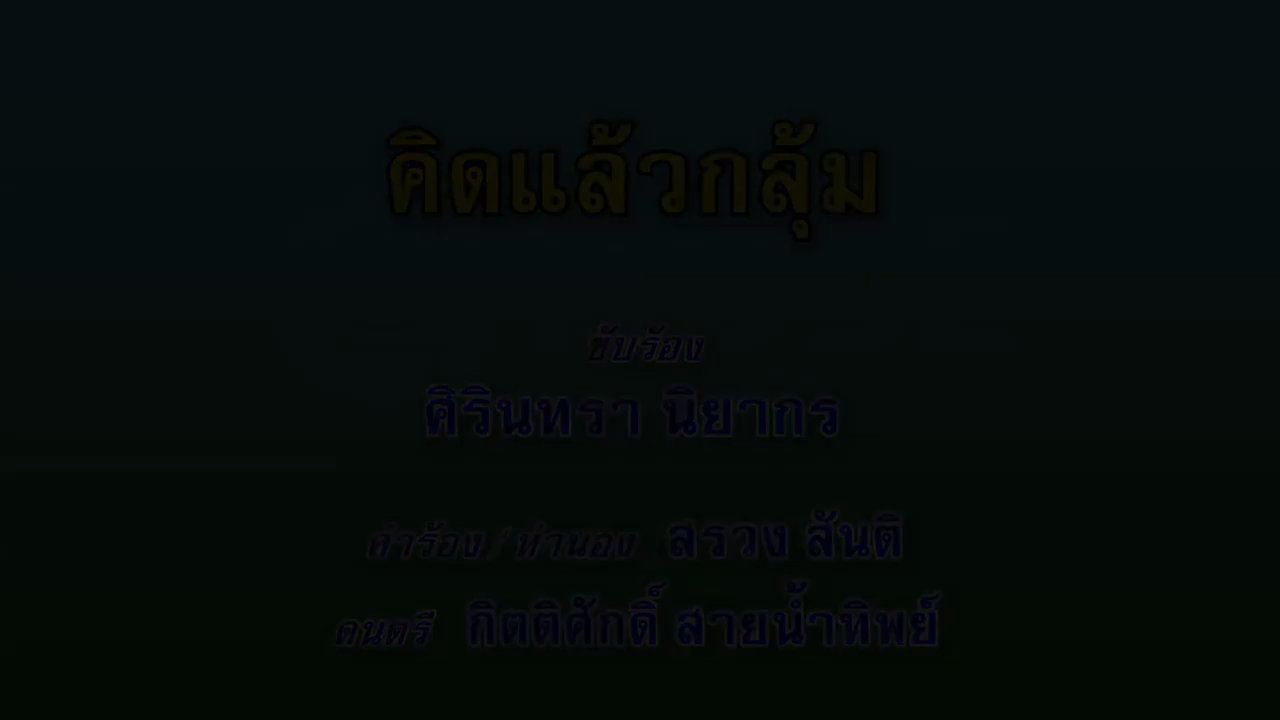 คิดแล้วกลุ้ม
ขับร้อง
ศิรินทรา นิยากร
คำร้อง / ทำนอง สรวง สันติ
ดนตรี กิตติศักดิ์ สายน้ำทิพย์